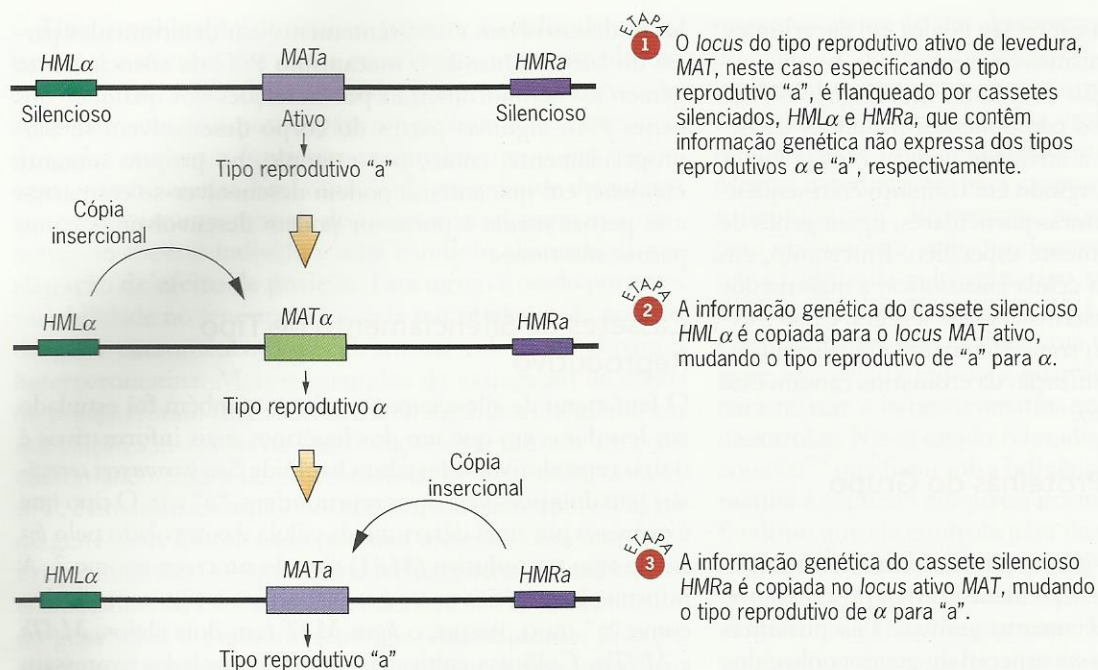 HMLα
MATa
HMRa
Silencioso
Ativo
Silencioso
Tipo reprodutivo “a”
ETAPA
1
O locus do tipo reprodutivo ativo de levedura,
MAT, neste caso especificando o tipo
reprodutivo “a”, é flanqueado por cassetes
silenciados, HMLα e HMRa, que contêm
informação genética não expressa dos tipos
reprodutivos α e “a”, respectivamente.
Cópia
insercional
HMLα
MATα
HMRa
Tipo reprodutivo α
ETAPA
2
A informação genética do cassete silencioso
HMLα é copiada para o locus MAT ativo,
mudando o tipo reprodutivo de “a” para α.
Cópia
insercional
HMLα
MATa
HMRa
Tipo reprodutivo “a”
ETAPA
3
A informação genética do cassete silencioso
HMRa é copiada no locus ativo MAT, mudando
o tipo reprodutivo de α para “a”.